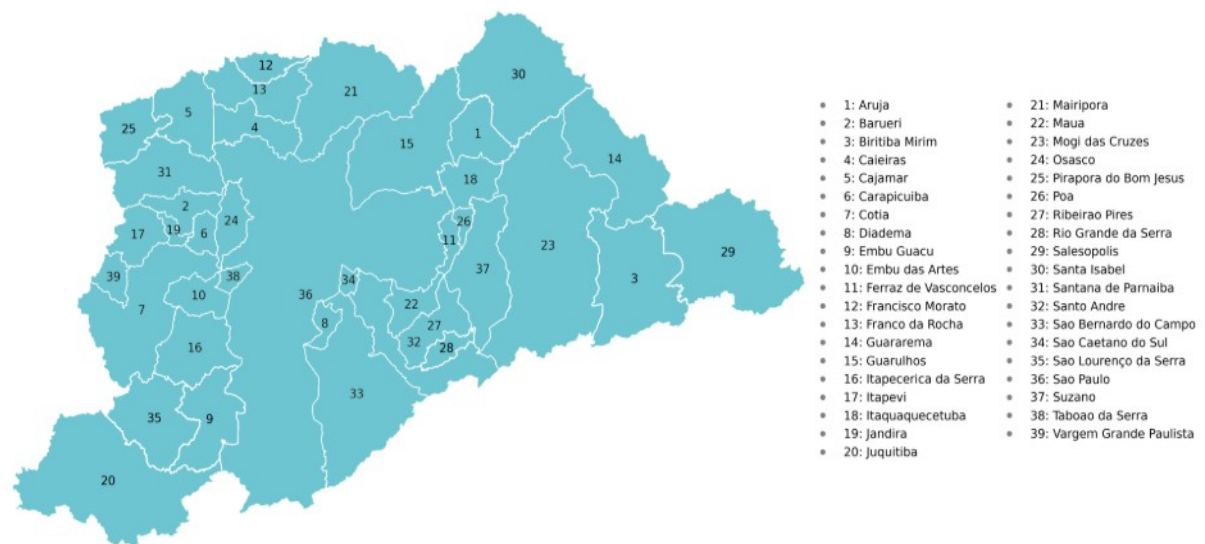 12
30
13
21
5
25
4
1
15
14
31
18
2
24
26
17
19
6
11
23
37
29
39
38
34
3
10
36
22
7
8
27
32
28
16
33
35
9
20
1: Aruja
2: Barueri
3: Biritiba Mirim
4: Caieiras
5: Cajamar
6: Carapicuiba
7: Cotia
8: Diadema
9: Embu Guacu
10: Embu das Artes
11: Ferraz de Vasconcelos
12: Francisco Morato
13: Franco da Rocha
14: Guararema
15: Guarulhos
16: Itapecerica da Serra
17: Itapevi
18: Itaquaquecetuba
19: Jandira
20: Juquitiba
21: Mairipora
22: Maua
23: Mogi das Cruzes
24: Osasco
25: Pirapora do Bom Jesus
26: Poa
27: Ribeirao Pires
28: Rio Grande da Serra
29: Salesopolis
30: Santa Isabel
31: Santana de Parnaiba
32: Santo Andre
33: Sao Bernardo do Campo
34: Sao Caetano do Sul
35: Sao Lourenço da Serra
36: Sao Paulo
37: Suzano
38: Taboao da Serra
39: Vargem Grande Paulista